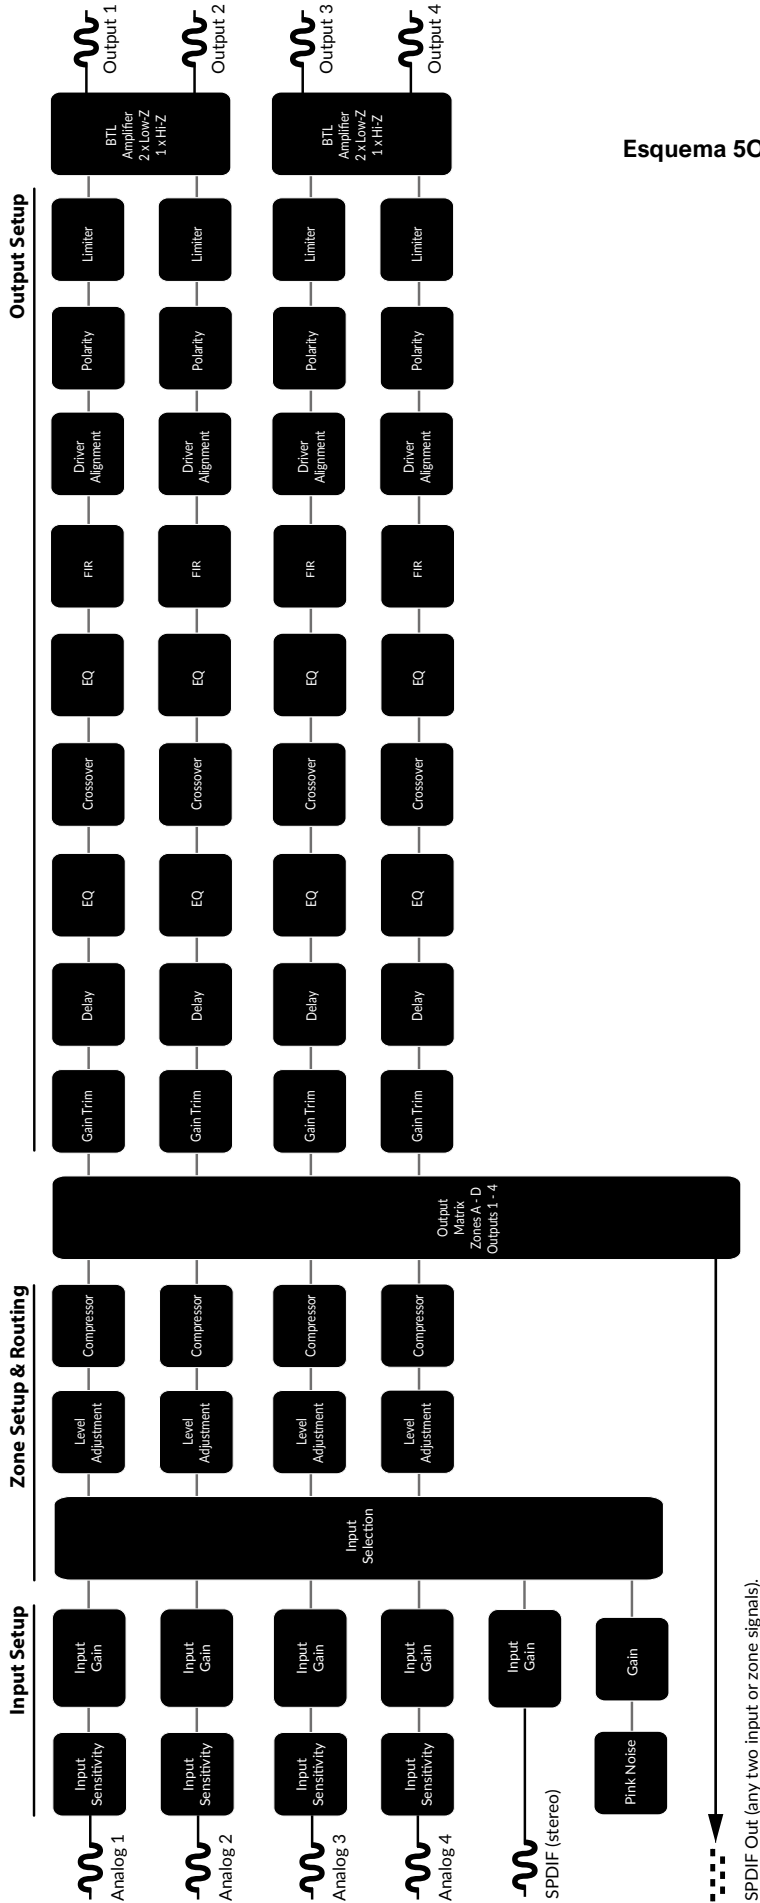 Input Setup
Zone Setup & Routing
Output Setup
Analog 1
Input
Sensitivity
Input
Gain
Level
Adjustment
Compressor
Gain Trim
Delay
EQ
Crossover
EQ
FIR
Driver
Alignment
Polarity
Limiter
BTL
Amplifier
2 x Low-Z
1 x Hi-Z
Output 1
Analog 2
Input
Sensitivity
Input
Gain
Level
Adjustment
Compressor
Gain Trim
Delay
EQ
Crossover
EQ
FIR
Driver
Alignment
Polarity
Limiter
Output 2
Analog 3
Input
Sensitivity
Input
Gain
Input
Selection
Level
Adjustment
Compressor
Gain Trim
Delay
EQ
Crossover
EQ
FIR
Driver
Alignment
Polarity
Limiter
BTL
Amplifier
2 x Low-Z
1 x Hi-Z
Output 3
Analog 4
Input
Sensitivity
Input
Gain
Level
Adjustment
Compressor
Output
Matrix
Zones A - D
Outputs 1 - 4
Gain Trim
Delay
EQ
Crossover
EQ
FIR
Driver
Alignment
Polarity
Limiter
Output 4
SPDIF (stereo)
Input
Gain
Pink Noise
Gain
SPDIF Out (any two input or zone signals).
Esquema